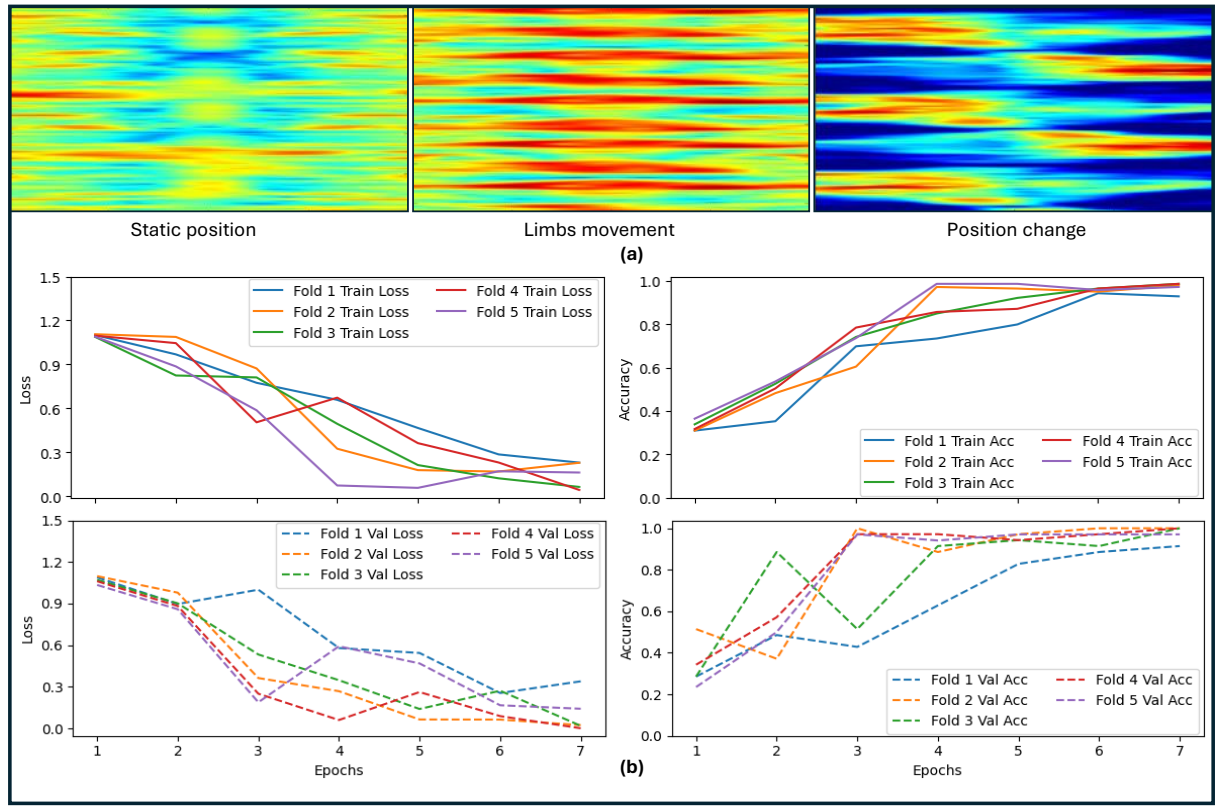 Static position
Limbs movement
Position change
(a)
1.5
1.2
0.9
0.6
0.3
0.0
Loss
Fold 1 Train Loss
Fold 2 Train Loss
Fold 3 Train Loss
Fold 4 Train Loss
Fold 5 Train Loss
1.0
0.8
0.6
0.4
0.2
0.0
Accuracy
Fold 1 Train Acc
Fold 2 Train Acc
Fold 3 Train Acc
Fold 4 Train Acc
Fold 5 Train Acc
1.5
1.2
0.9
0.6
0.3
0.0
Loss
Fold 1 Val Loss
Fold 2 Val Loss
Fold 3 Val Loss
Fold 4 Val Loss
Fold 5 Val Loss
1 2 3 4 5 6 7
Epochs
1.0
0.8
0.6
0.4
0.2
0.0
Accuracy
Fold 1 Val Acc
Fold 2 Val Acc
Fold 3 Val Acc
Fold 4 Val Acc
Fold 5 Val Acc
1 2 3 4 5 6 7
Epochs
(b)